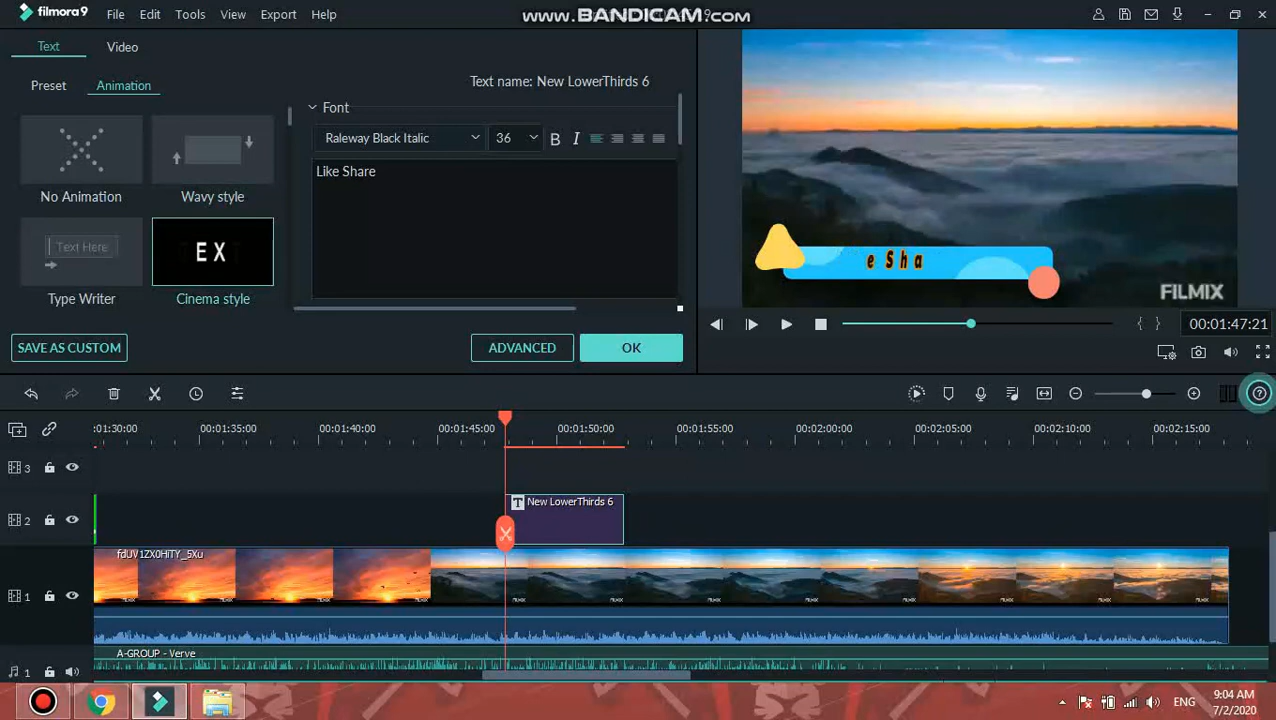 filmora9 File Edit Tools View Export Help
www.BANDICAM.com
Text Video
Preset Animation
Text name: New LowerThirds 6
Font
Raleway Black Italic 36 B I
Like Share
No Animation
Wavy style
Text Here
Type Writer
E X
Cinema style
SAVE AS CUSTOM
ADVANCED
OK
e Sha
FILMIX
{ } 00:01:47:21
:01:30:00 00:01:35:00 00:01:40:00 00:01:45:00 00:01:50:00 00:01:55:00 00:02:00:00 00:02:05:00 00:02:10:00 00:02:15:00
3
2
T New LowerThirds 6
fdUV1ZX0HiTY_5Xu
1
A-GROUP - Verve
1
ENG
9:04 AM
7/2/2020